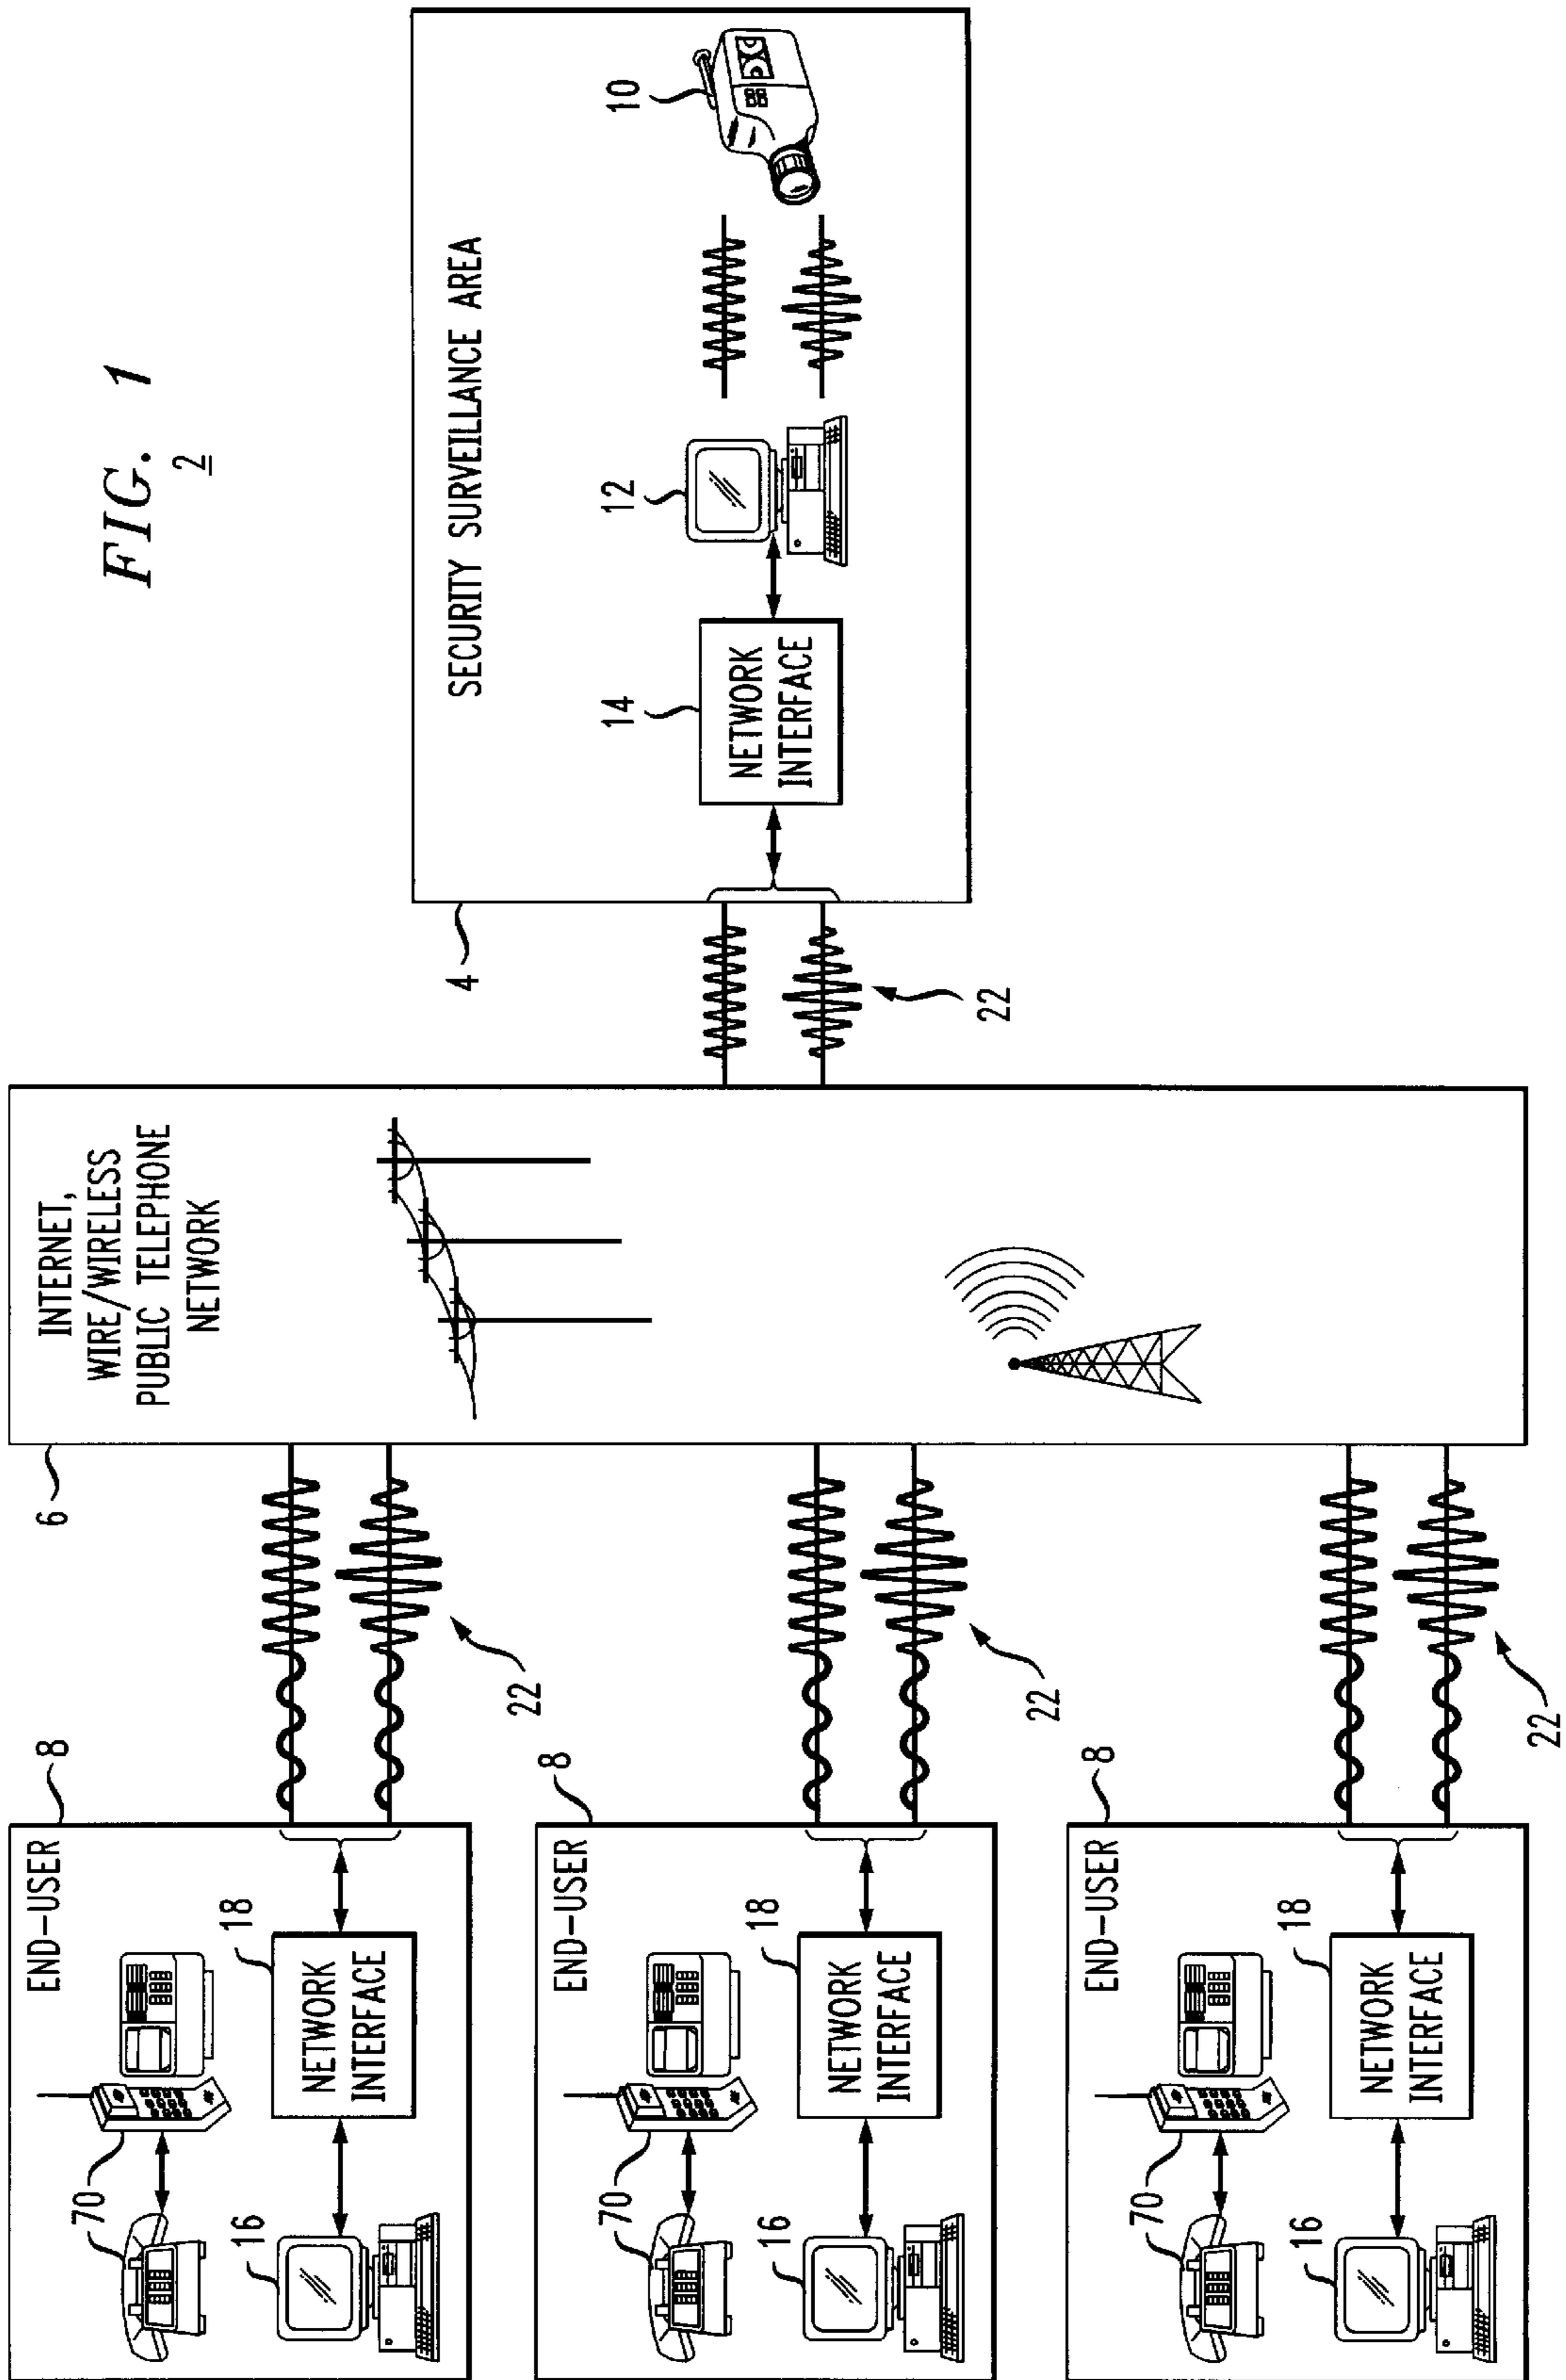 FIG. 1
2
END-USER
8
70
18
16
NETWORK
INTERFACE
22
END-USER
8
70
18
16
NETWORK
INTERFACE
22
END-USER
8
70
18
16
NETWORK
INTERFACE
22
6
INTERNET,
WIRE/WIRELESS
PUBLIC TELEPHONE
NETWORK
22
4
SECURITY SURVEILLANCE AREA
14
NETWORK
INTERFACE
12
10